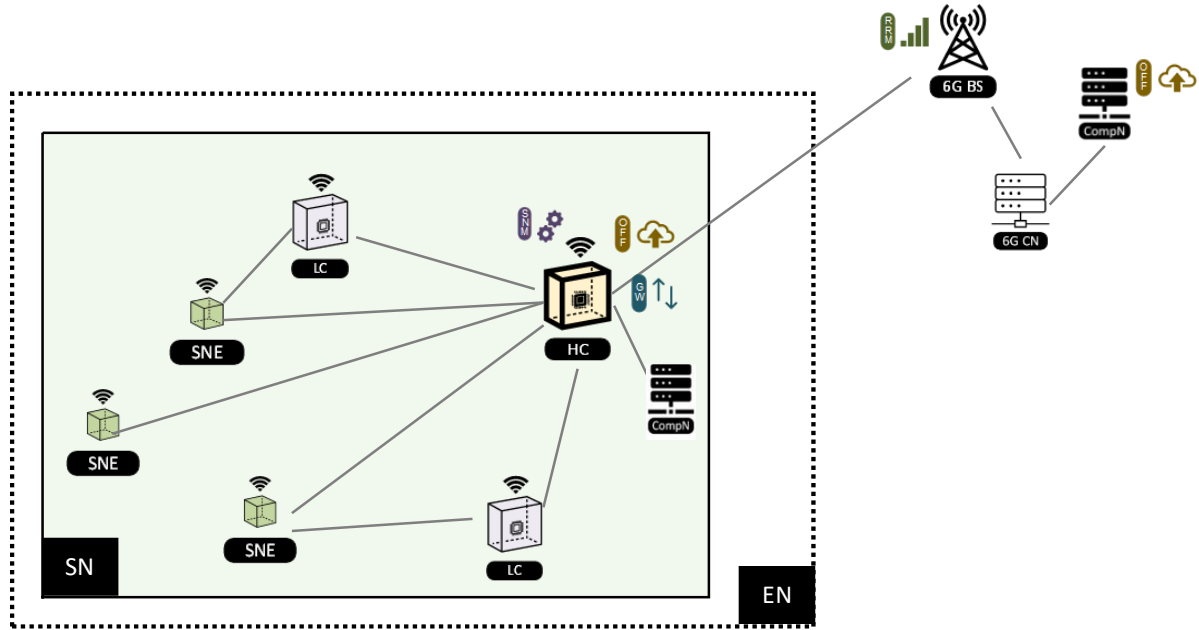 RRM
6G BS
OFF
CompN
6G CN
LC
SNM
OFF
GW
HC
SNE
CompN
SNE
SNE
LC
SN
EN